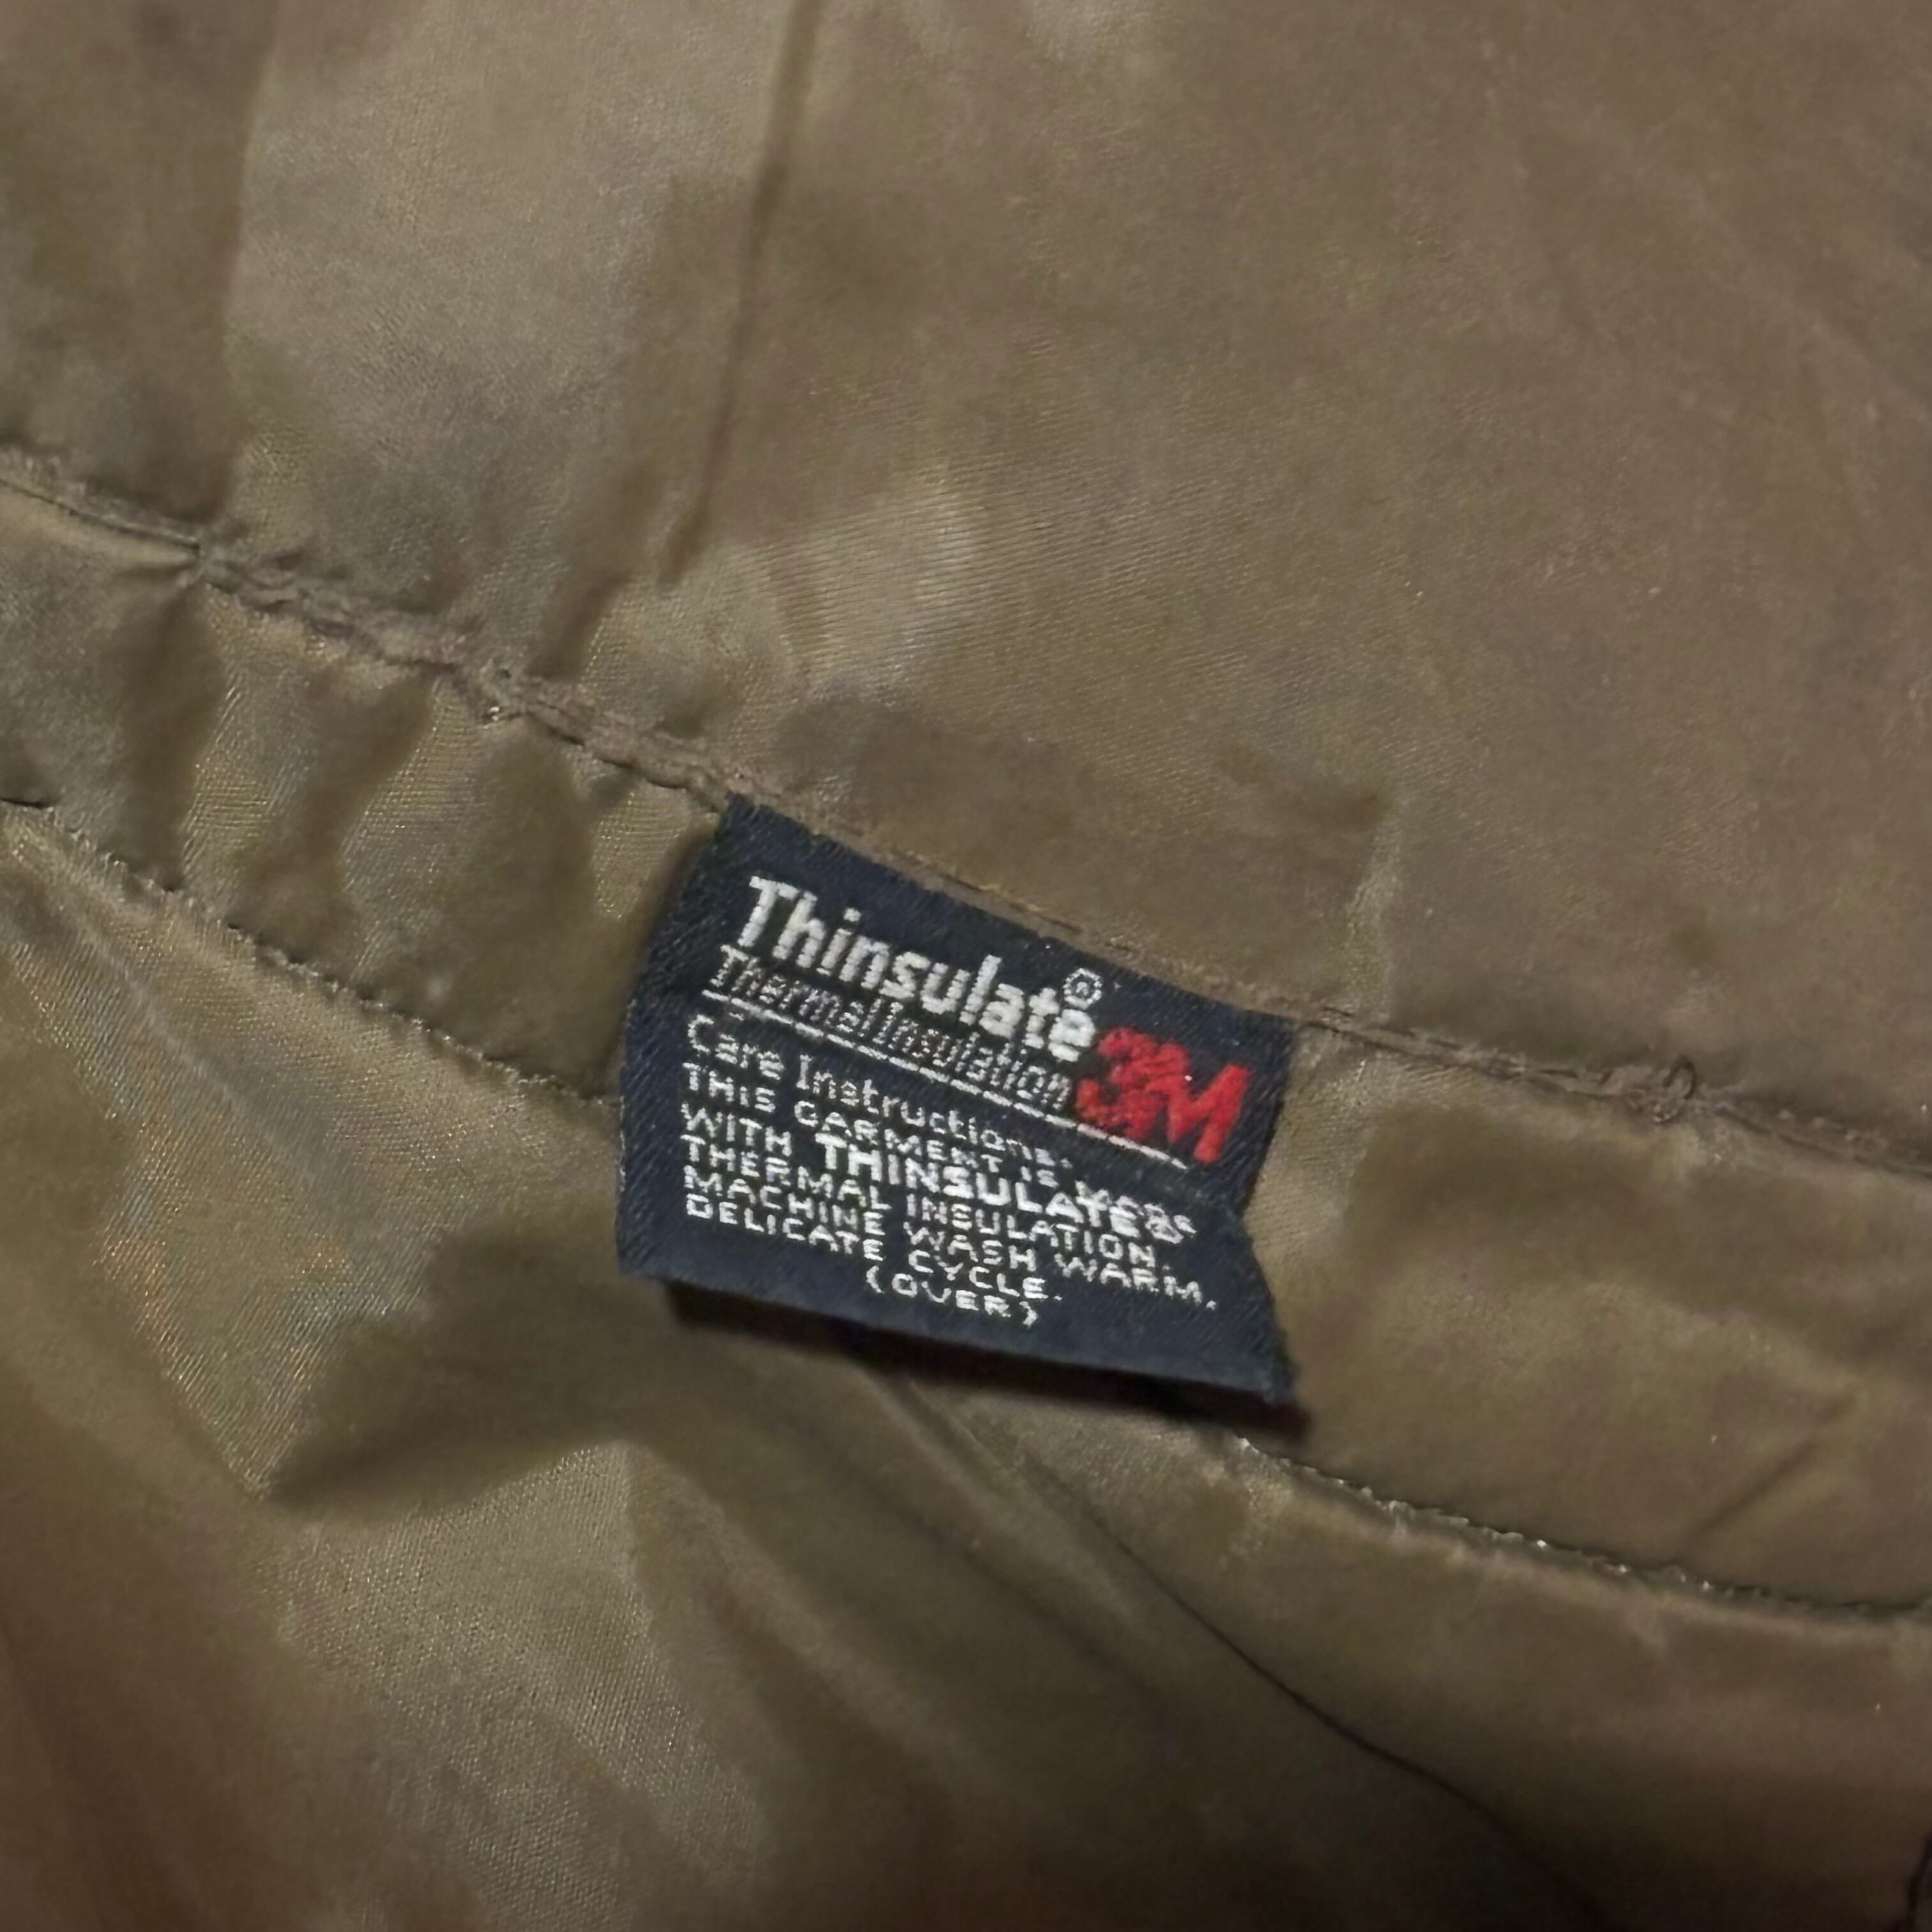 Thinsulate®
Thermal Insulation 3M
Care Instructions:
THIS GARMENT IS MADE
WITH THINSULATE®
THERMAL INSULATION.
MACHINE WASH WARM.
DELICATE CYCLE.
(OVER)